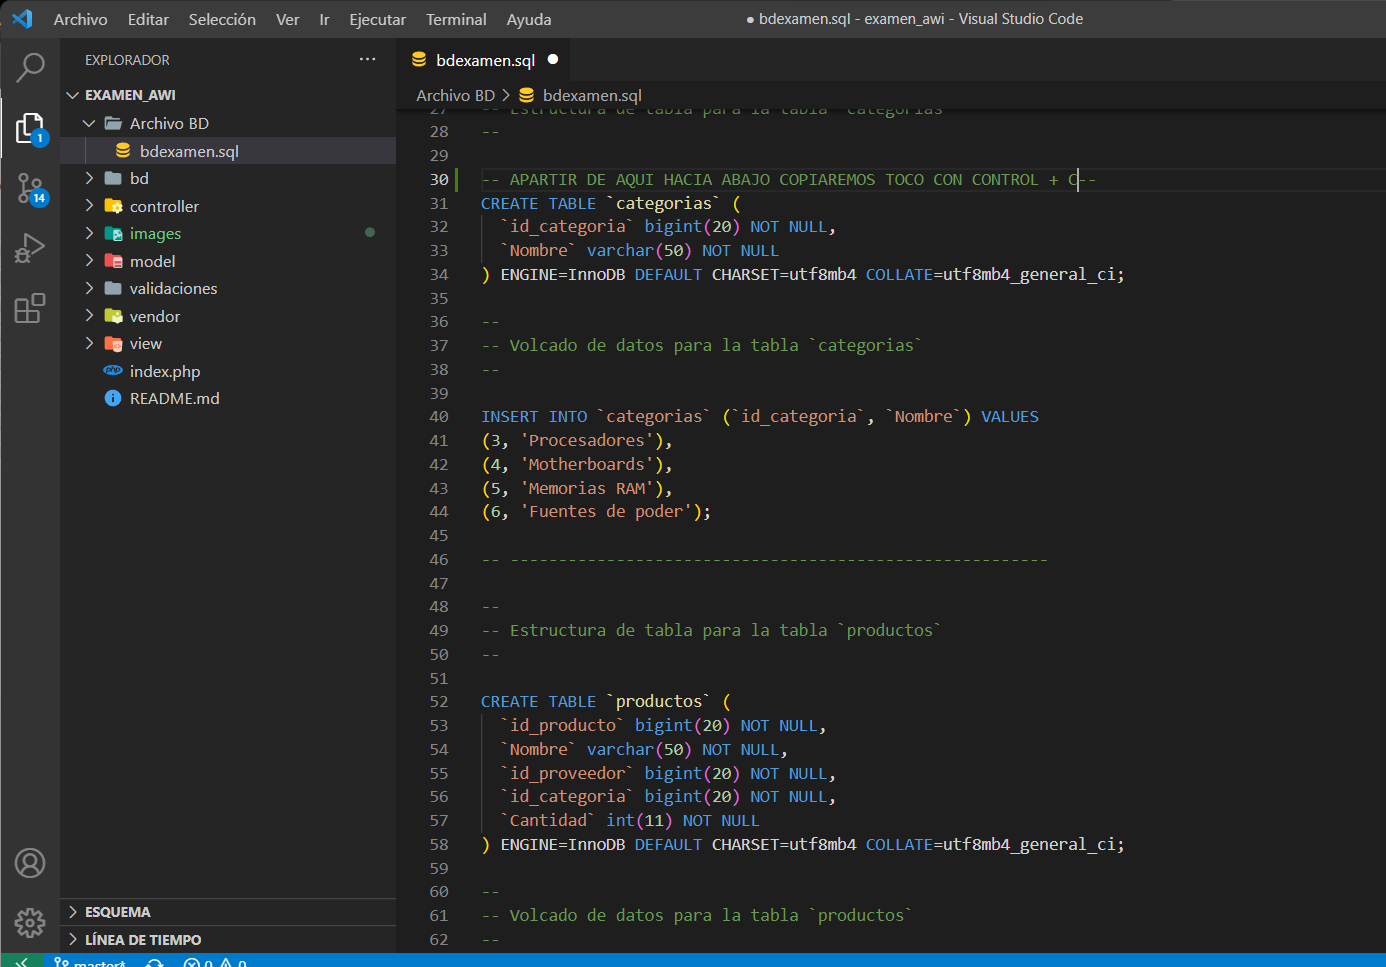 Archivo Editar Selección Ver Ir Ejecutar Terminal Ayuda
● bdexamen.sql - examen_awi - Visual Studio Code
EXPLORADOR ···
EXAMEN_AWI
Archivo BD
bdexamen.sql
bd
controller
images
model
validaciones
vendor
view
index.php
README.md
ESQUEMA
LÍNEA DE TIEMPO
1
14
bdexamen.sql
Archivo BD > bdexamen.sql
27 -- Estructura de tabla para la tabla `categorias`
28 --
29
30 -- APARTIR DE AQUI HACIA ABAJO COPIAREMOS TOCO CON CONTROL + C--
31 CREATE TABLE `categorias` (
32 `id_categoria` bigint(20) NOT NULL,
33 `Nombre` varchar(50) NOT NULL
34 ) ENGINE=InnoDB DEFAULT CHARSET=utf8mb4 COLLATE=utf8mb4_general_ci;
35
36 --
37 -- Volcado de datos para la tabla `categorias`
38 --
39
40 INSERT INTO `categorias` (`id_categoria`, `Nombre`) VALUES
41 (3, 'Procesadores'),
42 (4, 'Motherboards'),
43 (5, 'Memorias RAM'),
44 (6, 'Fuentes de poder');
45
46 -- --------------------------------------------------------
47
48 --
49 -- Estructura de tabla para la tabla `productos`
50 --
51
52 CREATE TABLE `productos` (
53 `id_producto` bigint(20) NOT NULL,
54 `Nombre` varchar(50) NOT NULL,
55 `id_proveedor` bigint(20) NOT NULL,
56 `id_categoria` bigint(20) NOT NULL,
57 `Cantidad` int(11) NOT NULL
58 ) ENGINE=InnoDB DEFAULT CHARSET=utf8mb4 COLLATE=utf8mb4_general_ci;
59
60 --
61 -- Volcado de datos para la tabla `productos`
62 --
master* 0 0